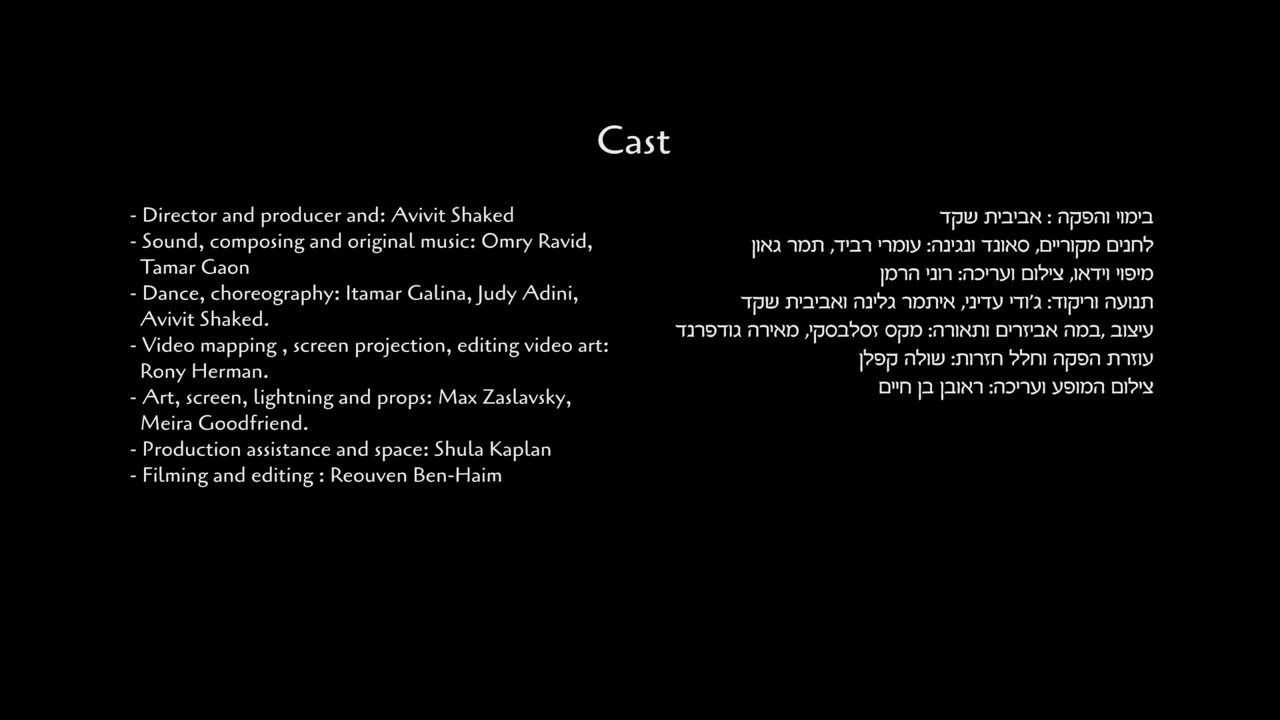 Cast
- Director and producer and: Avivit Shaked
- Sound, composing and original music: Omry Ravid,
Tamar Gaon
- Dance, choreography: Itamar Galina, Judy Adini,
Avivit Shaked.
- Video mapping , screen projection, editing video art:
Rony Herman.
- Art, screen, lightning and props: Max Zaslavsky,
Meira Goodfriend.
- Production assistance and space: Shula Kaplan
- Filming and editing : Reouven Ben-Haim
בימוי והפקה : אביבית שקד
לחנים מקוריים, סאונד ונגינה: עומרי רביד, תמר גאון
מיפוי וידאו, צילום ועריכה: רוני הרמן
תנועה וריקוד: ג'ודי עדיני, איתמר גלינה ואביבית שקד
עיצוב ,במה אביזרים ותאורה: מקס זסלבסקי, מאירה גודפרנד
עוזרת הפקה וחלל חזרות: שולה קפלן
צילום המופע ועריכה: ראובן בן חיים